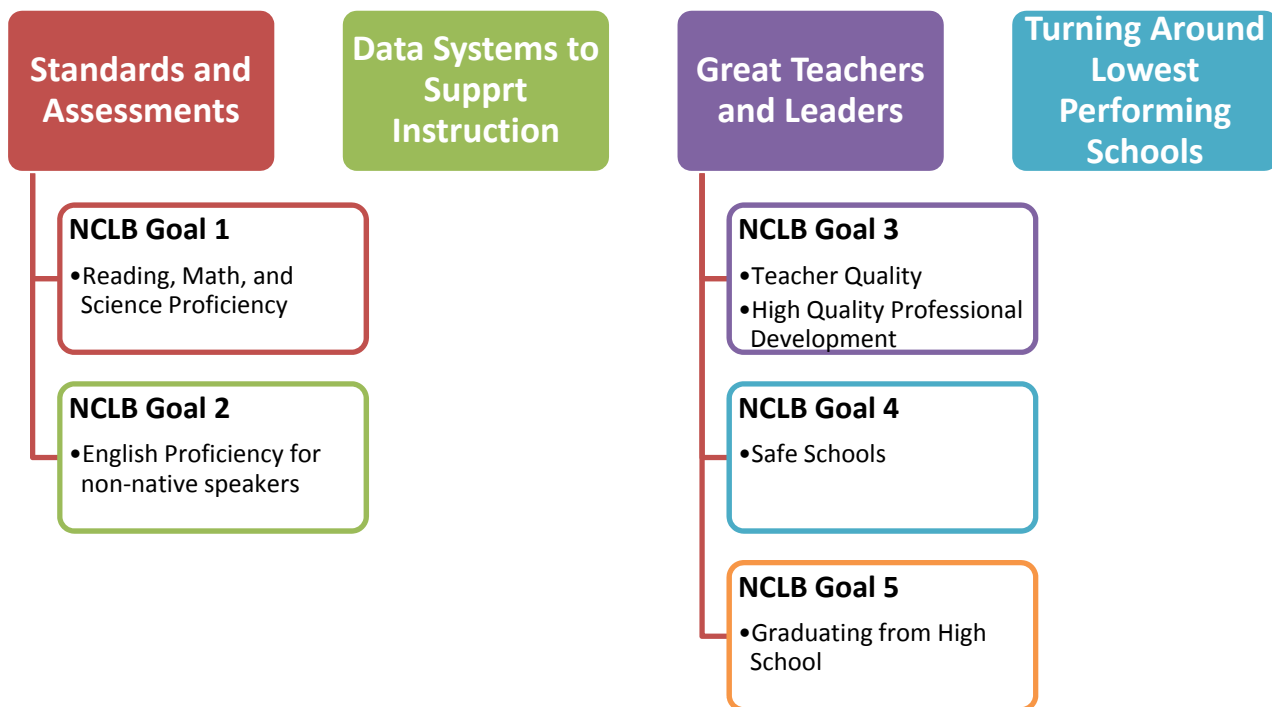 Standards and
Assessments
Data Systems to
Supprt
Instruction
Great Teachers
and Leaders
Turning Around
Lowest
Performing
Schools
NCLB Goal 1
•Reading, Math, and
Science Proficiency
NCLB Goal 2
•English Proficiency for
non-native speakers
NCLB Goal 3
•Teacher Quality
•High Quality Professional
Development
NCLB Goal 4
•Safe Schools
NCLB Goal 5
•Graduating from High
School